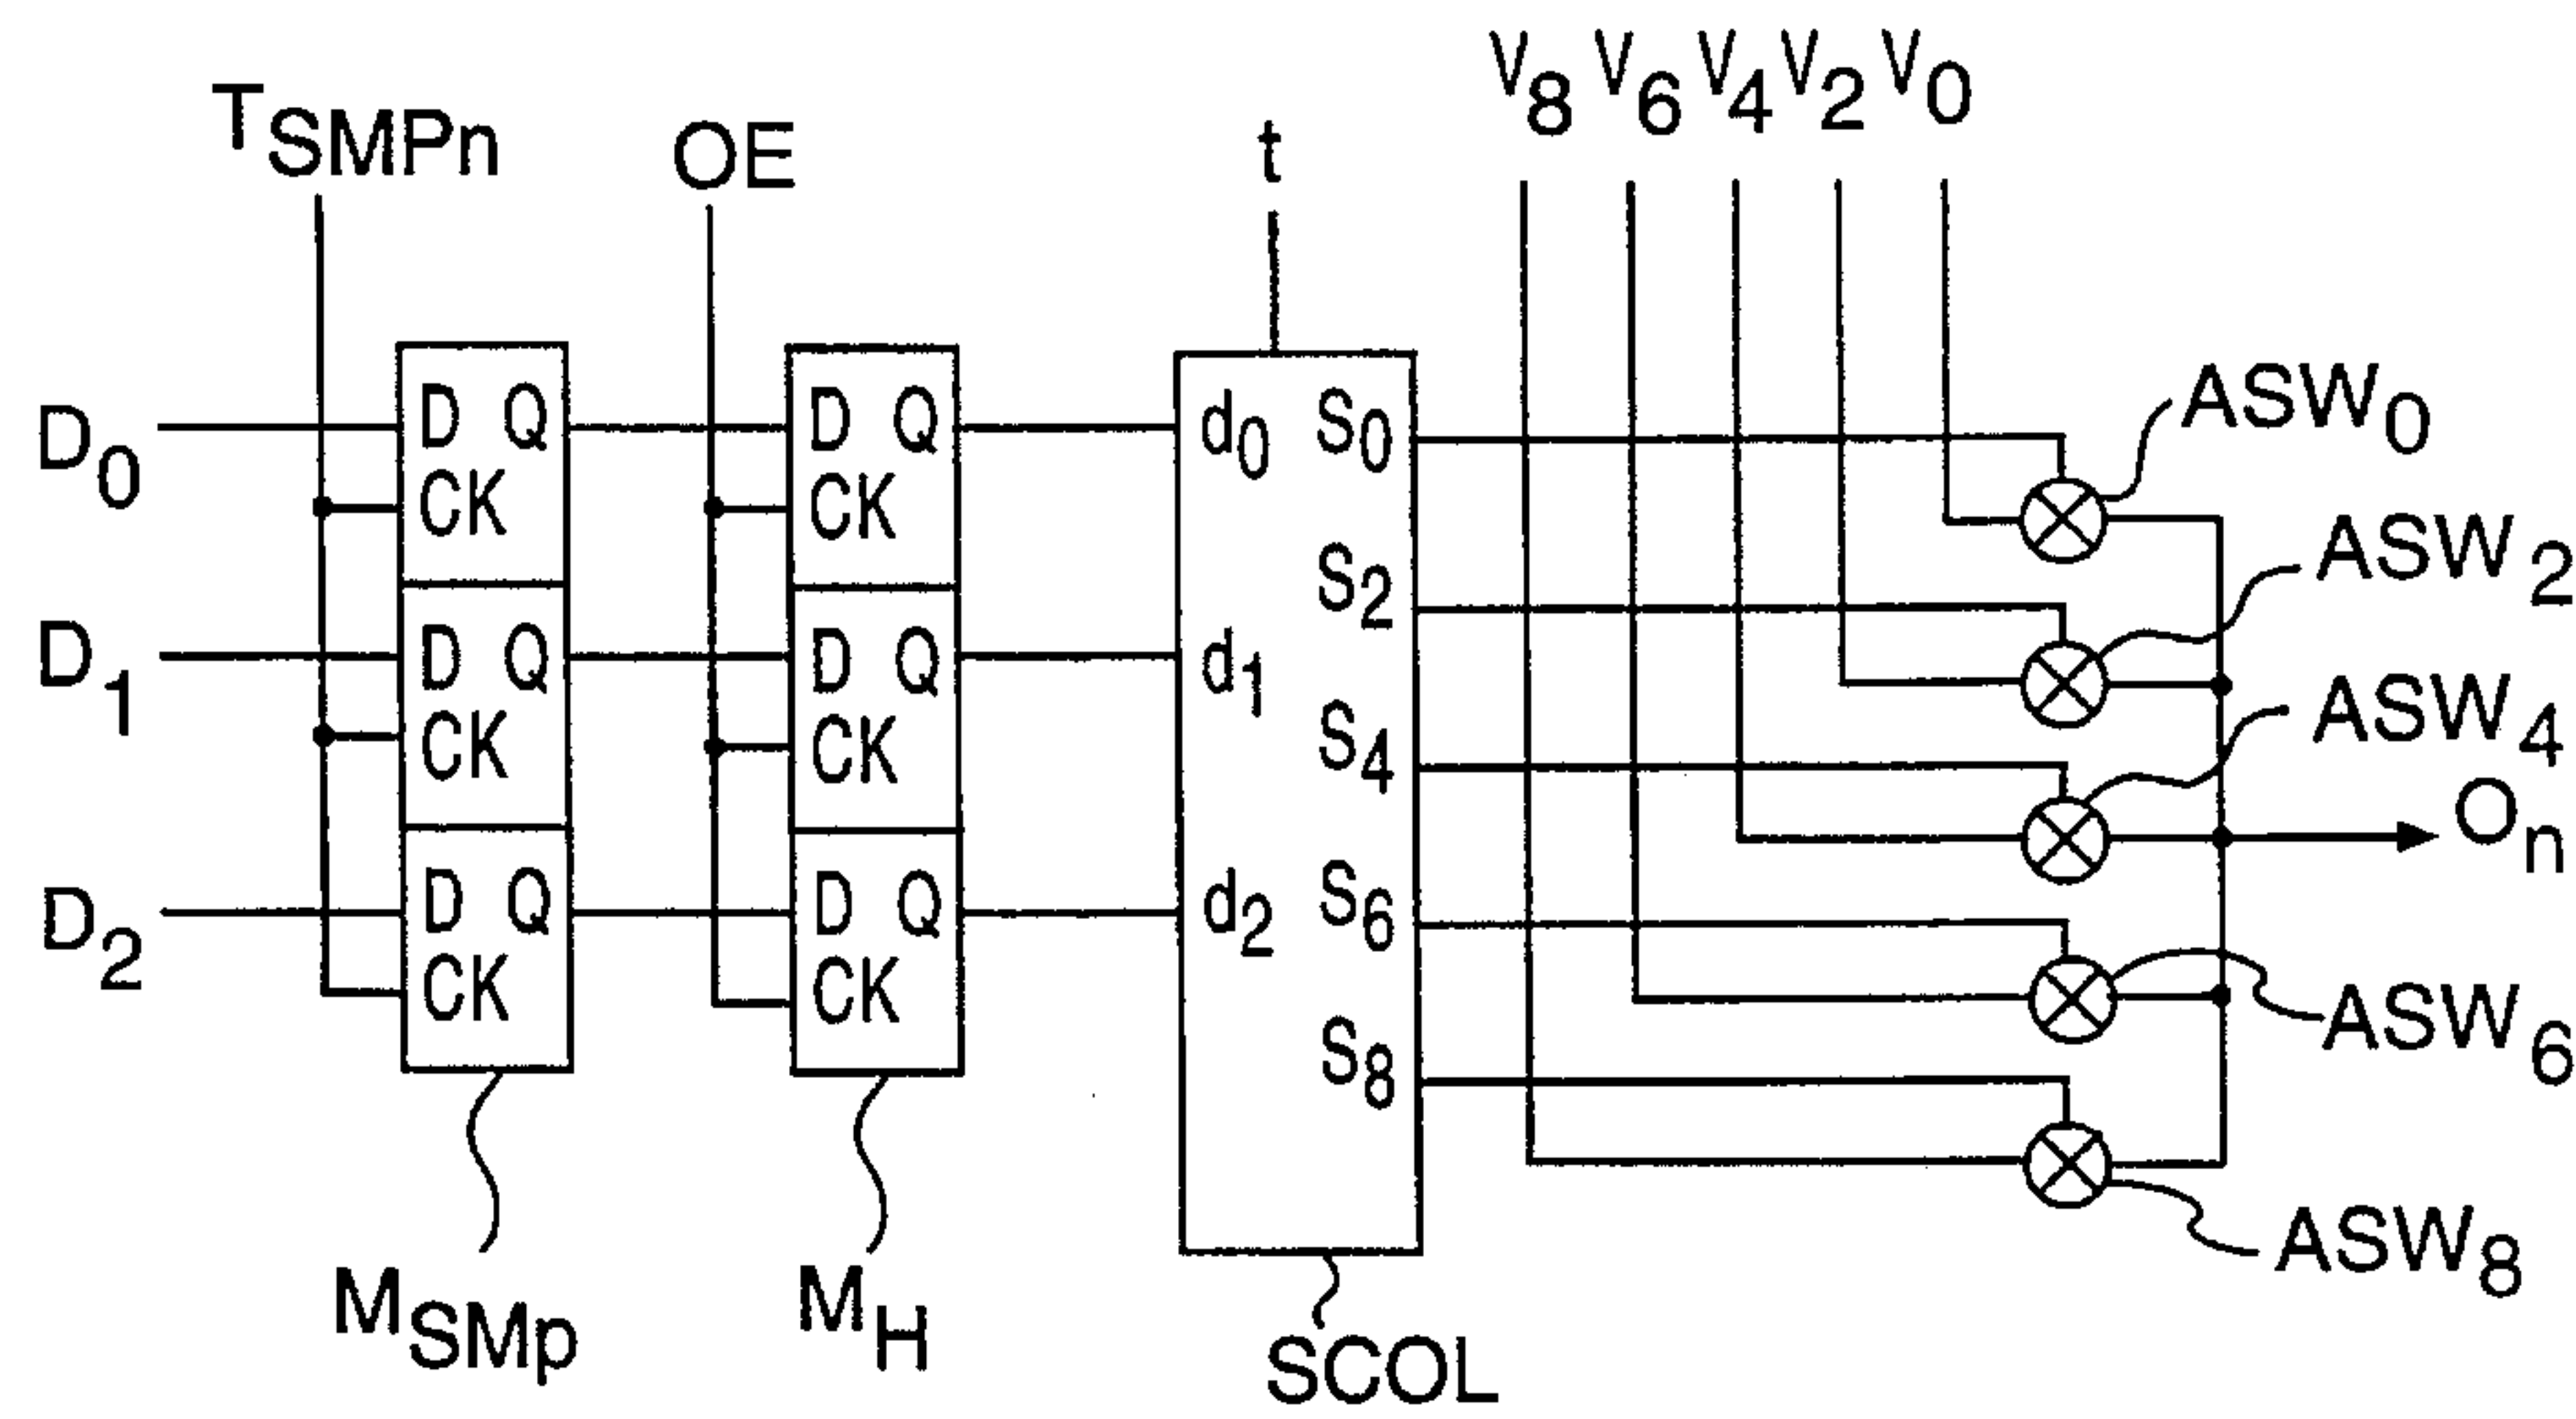 V8 V6 V4 V2 V0
TSMPn OE t
D0 D Q D Q d0 S0 ASW0
CK CK
S2 ASW2
D1 D Q D Q d1
CK CK S4 ASW4
On
D2 D Q D Q d2 S6
CK CK ASW6
S8
ASW8
MSMp MH SCOL